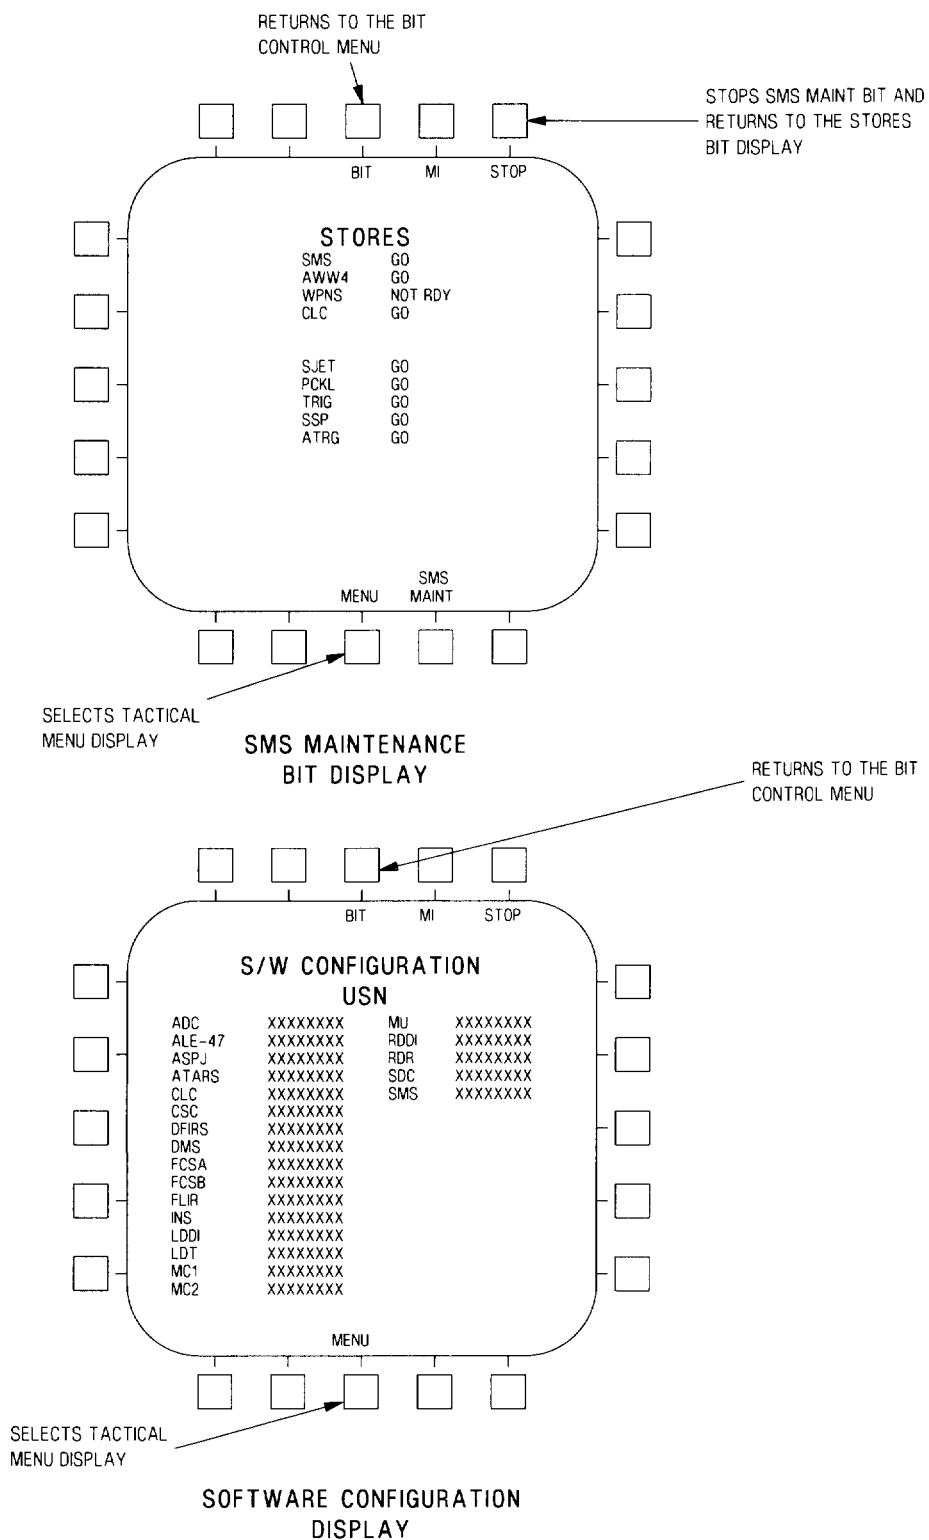 RETURNS TO THE BIT
CONTROL MENU
STOPS SMS MAINT BIT AND
RETURNS TO THE STORES
BIT DISPLAY
BIT MI STOP
STORES
SMS GO
AWW4 GO
WPNS NOT RDY
CLC GO
SJET GO
PCKL GO
TRIG GO
SSP GO
ATRG GO
MENU SMS
MAINT
SELECTS TACTICAL
MENU DISPLAY
SMS MAINTENANCE
BIT DISPLAY
RETURNS TO THE BIT
CONTROL MENU
BIT MI STOP
S/W CONFIGURATION
USN
ADC XXXXXXXX MU XXXXXXXX
ALE-47 XXXXXXXX RDDI XXXXXXXX
ASPJ XXXXXXXX RDR XXXXXXXX
ATARS XXXXXXXX SDC XXXXXXXX
CLC XXXXXXXX SMS XXXXXXXX
CSC XXXXXXXX
DFIRS XXXXXXXX
DMS XXXXXXXX
FCSA XXXXXXXX
FCSB XXXXXXXX
FLIR XXXXXXXX
INS XXXXXXXX
LDDI XXXXXXXX
LDT XXXXXXXX
MC1 XXXXXXXX
MC2 XXXXXXXX
MENU
SELECTS TACTICAL
MENU DISPLAY
SOFTWARE CONFIGURATION
DISPLAY